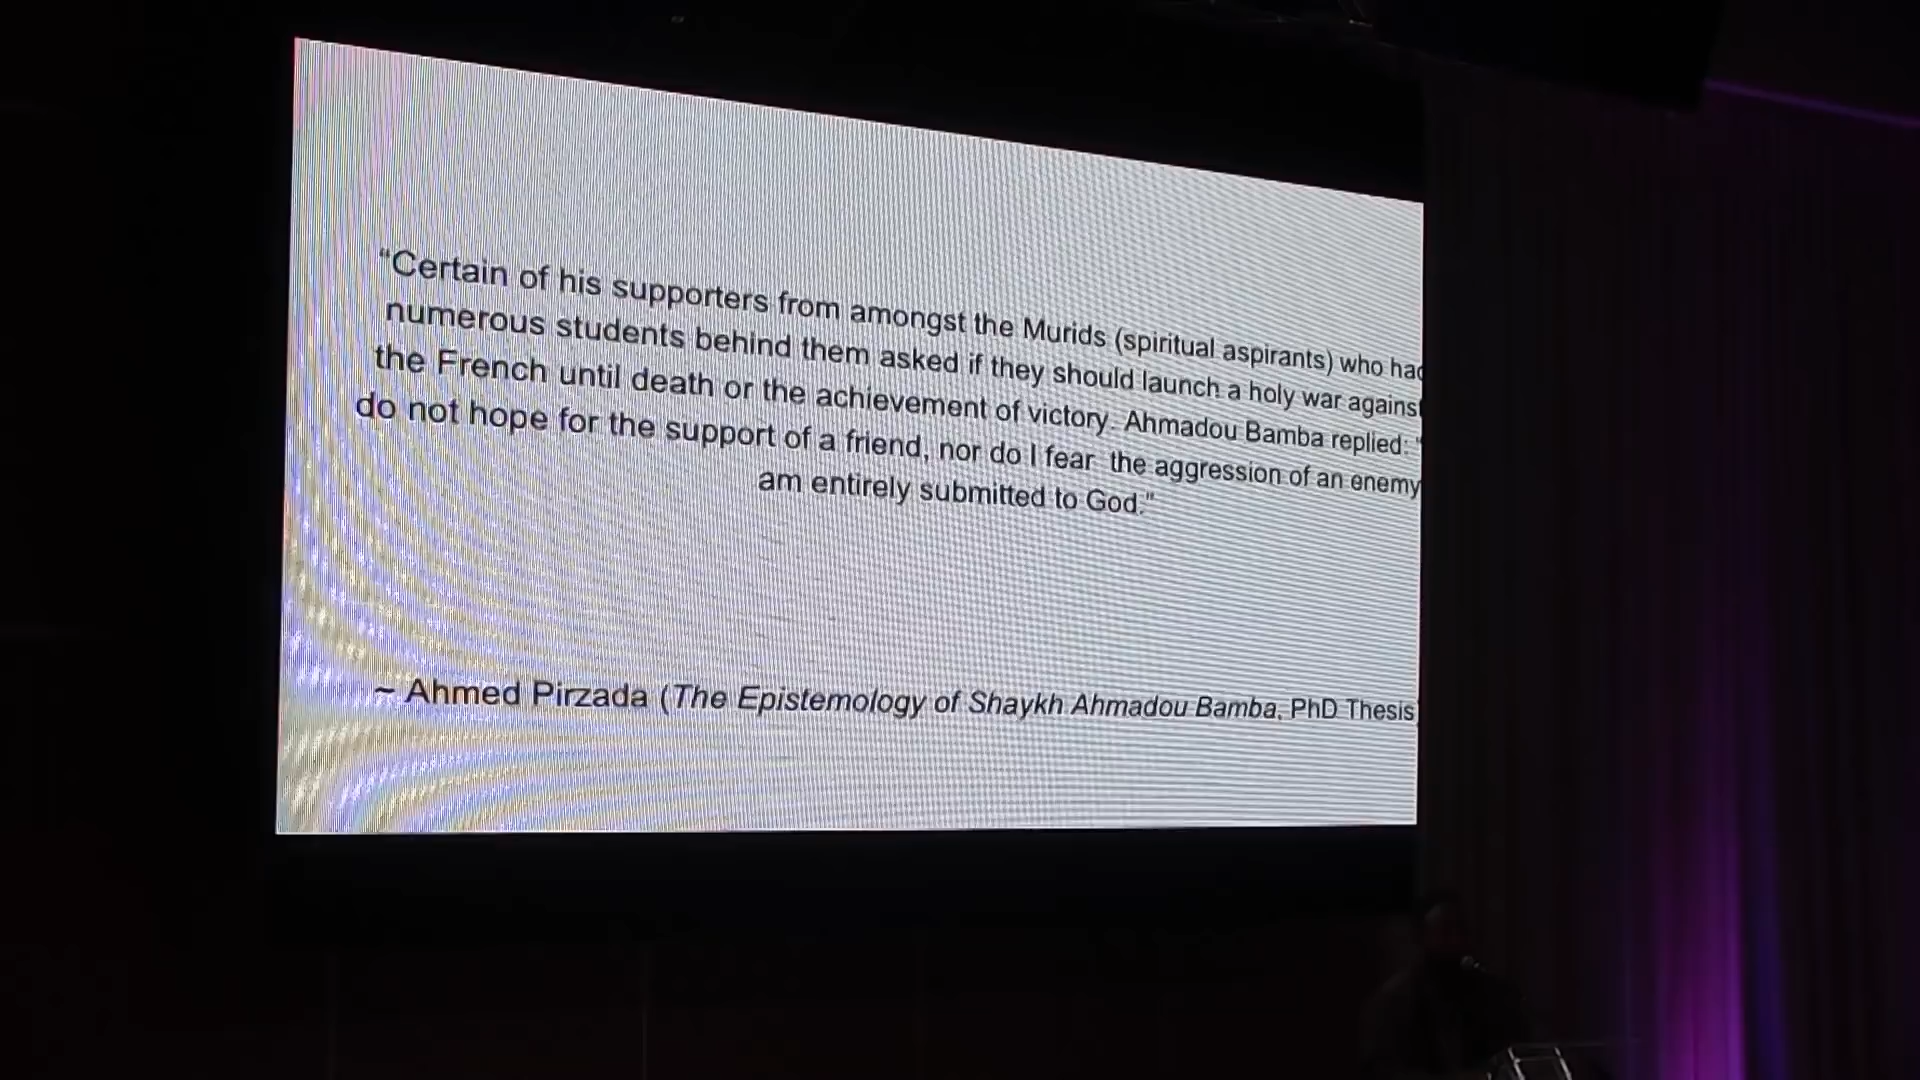 “Certain of his supporters from amongst the Murids (spiritual aspirants) who had
numerous students behind them asked if they should launch a holy war against
the French until death or the achievement of victory. Ahmadou Bamba replied: “
do not hope for the support of a friend, nor do I fear the aggression of an enemy
am entirely submitted to God.”
~ Ahmed Pirzada (The Epistemology of Shaykh Ahmadou Bamba, PhD Thesis